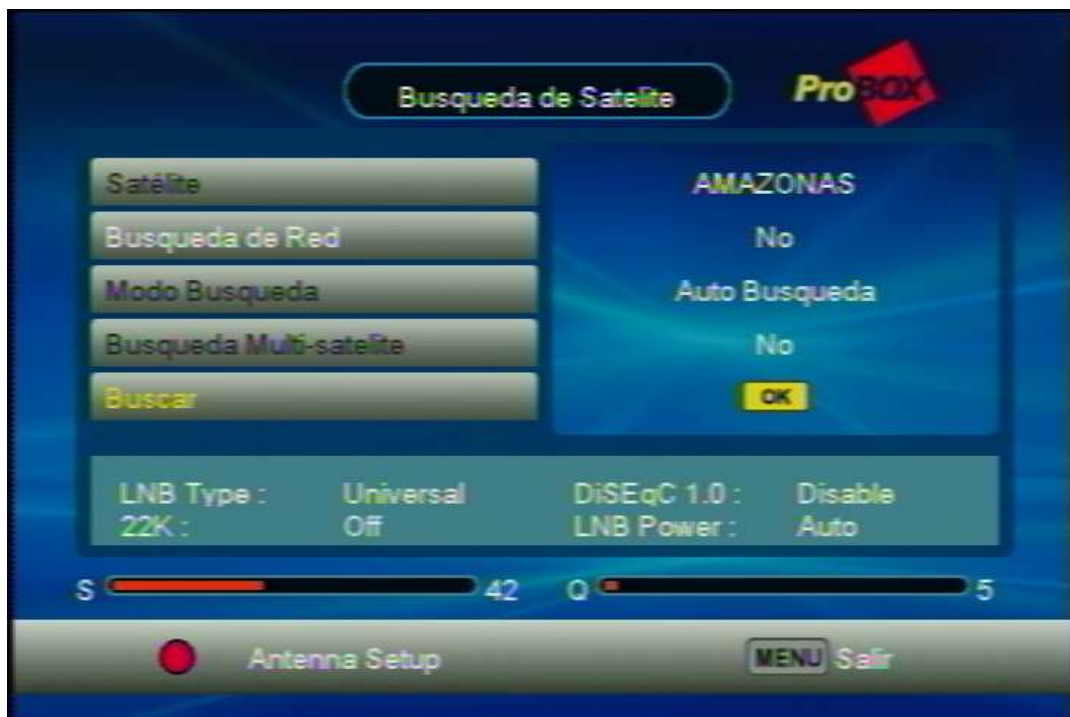 Busqueda de Satelite
ProBOX
Satélite AMAZONAS
Busqueda de Red No
Modo Busqueda Auto Busqueda
Busqueda Multi-satelite No
Buscar OK
LNB Type : Universal DiSEqC 1.0 : Disable
22K : Off LNB Power : Auto
S 42 Q 5
Antenna Setup MENU Salir